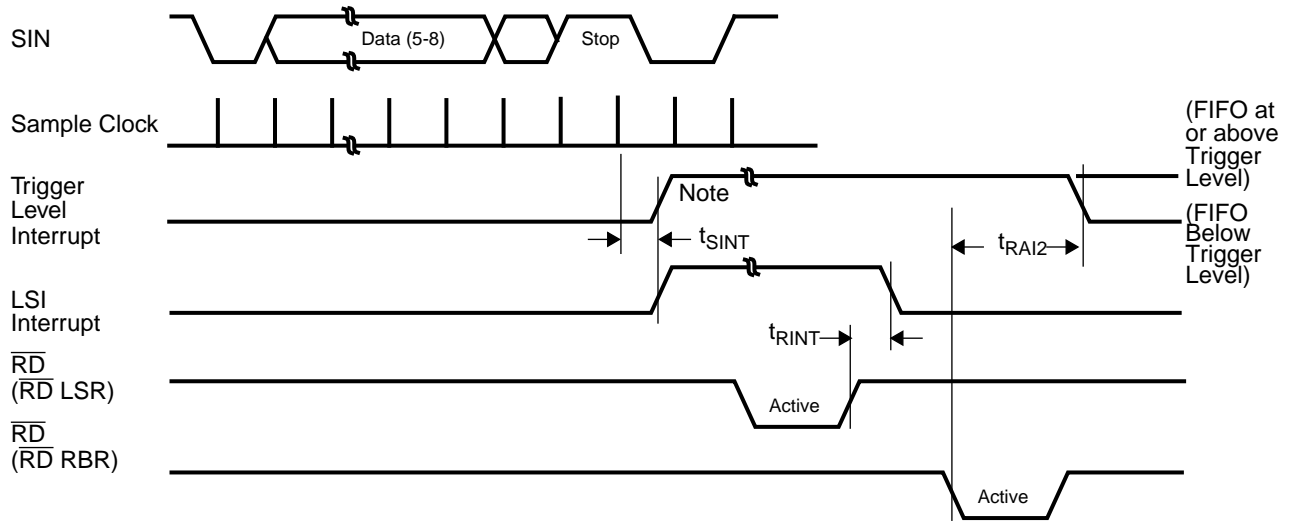 SIN
Data (5-8)
Stop
Sample Clock
(FIFO at
or above
Trigger
Level)
Trigger
Level
Interrupt
Note
tSINT
tRAI2
(FIFO
Below
Trigger
Level)
LSI
Interrupt
tRINT
RD
(RD LSR)
Active
RD
(RD RBR)
Active